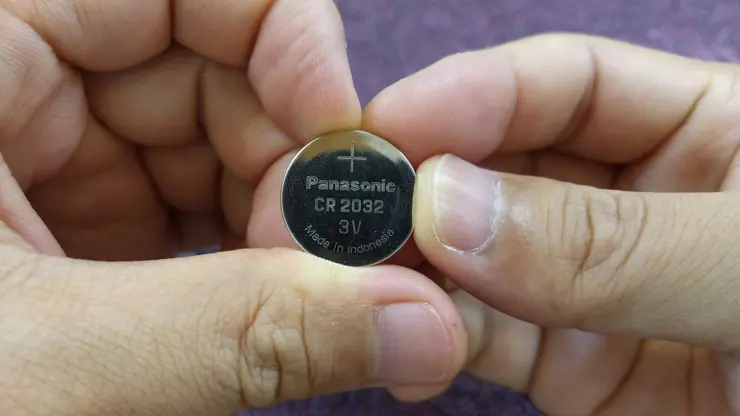 +
Panasonic
CR 2032
3V
Made in Indonesia